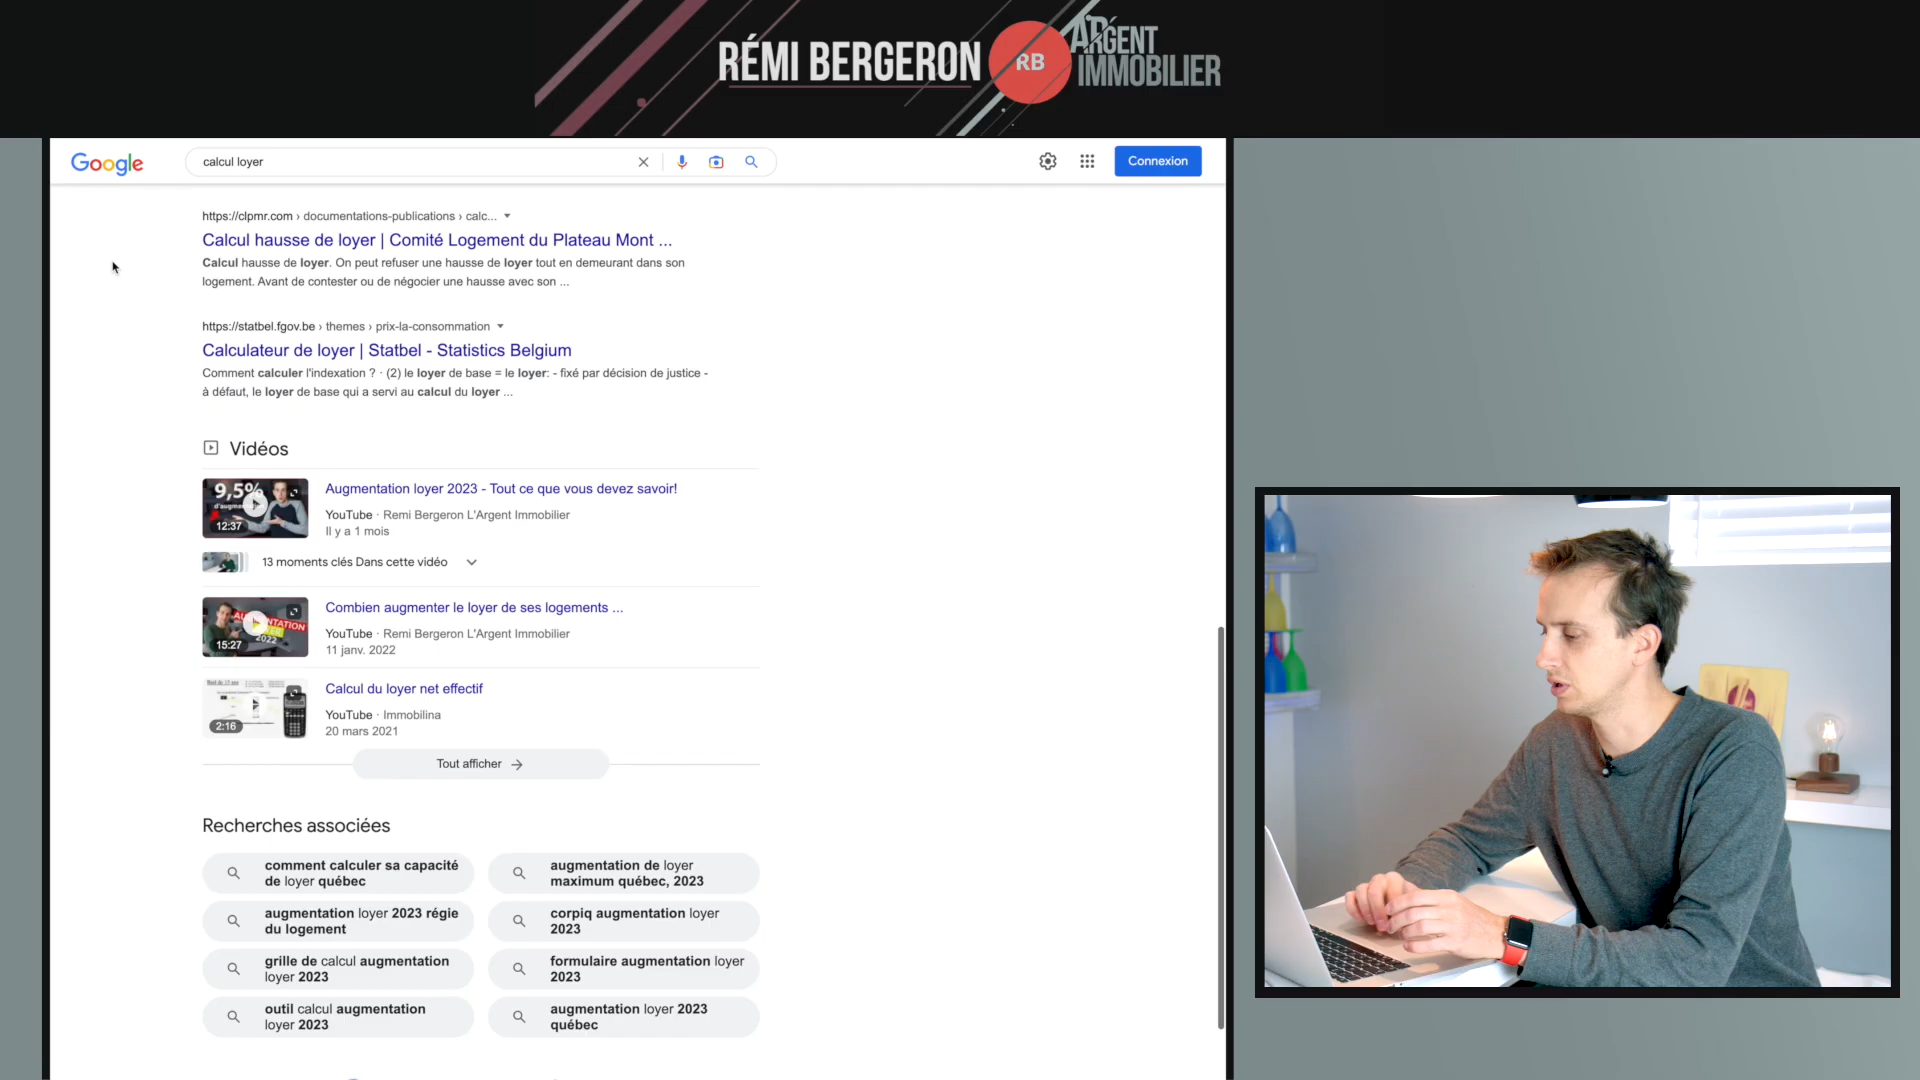 RÉMI BERGERON
RB
ARGENT
IMMOBILIER
Google
calcul loyer
Connexion
https://clpmr.com › documentations-publications › calc...
Calcul hausse de loyer | Comité Logement du Plateau Mont ...
Calcul hausse de loyer. On peut refuser une hausse de loyer tout en demeurant dans son
logement. Avant de contester ou de négocier une hausse avec son ...
https://statbel.fgov.be › themes › prix-la-consommation
Calculateur de loyer | Statbel - Statistics Belgium
Comment calculer l'indexation ? · (2) le loyer de base = le loyer: - fixé par décision de justice -
à défaut, le loyer de base qui a servi au calcul du loyer ...
Vidéos
9,5%
12:37
Augmentation loyer 2023 - Tout ce que vous devez savoir!
YouTube · Remi Bergeron L'Argent Immobilier
Il y a 1 mois
13 moments clés Dans cette vidéo
2022
15:27
Combien augmenter le loyer de ses logements ...
YouTube · Remi Bergeron L'Argent Immobilier
11 janv. 2022
2:16
Calcul du loyer net effectif
YouTube · Immobilina
20 mars 2021
Tout afficher
Recherches associées
comment calculer sa capacité
de loyer québec
augmentation de loyer
maximum québec, 2023
augmentation loyer 2023 régie
du logement
corpiq augmentation loyer
2023
grille de calcul augmentation
loyer 2023
formulaire augmentation loyer
2023
outil calcul augmentation
loyer 2023
augmentation loyer 2023
québec